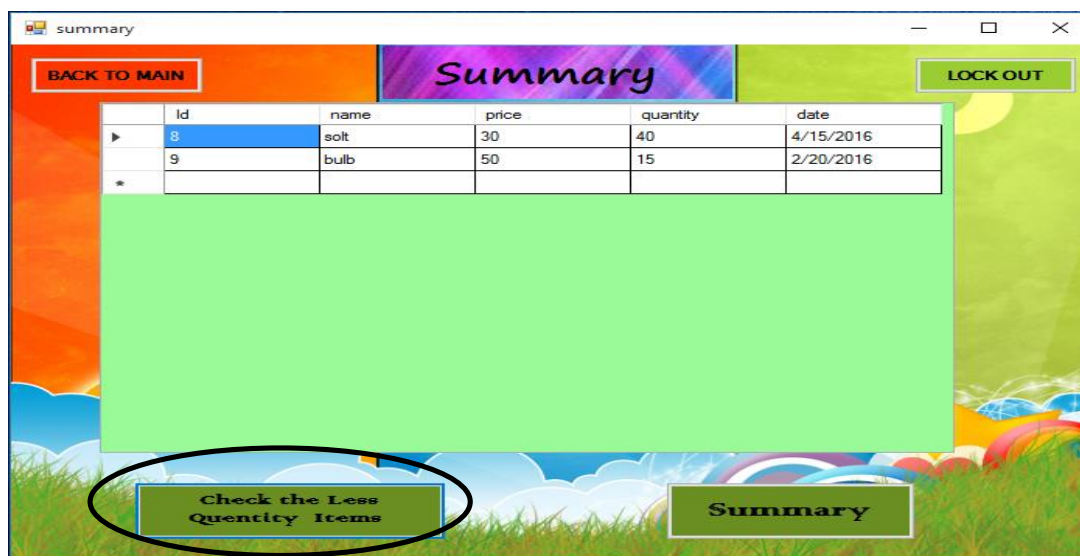 summary
BACK TO MAIN
Summary
LOCK OUT
Id name price quantity date
8 solt 30 40 4/15/2016
9 bulb 50 15 2/20/2016
Check the Less
Quentity Items
Summary